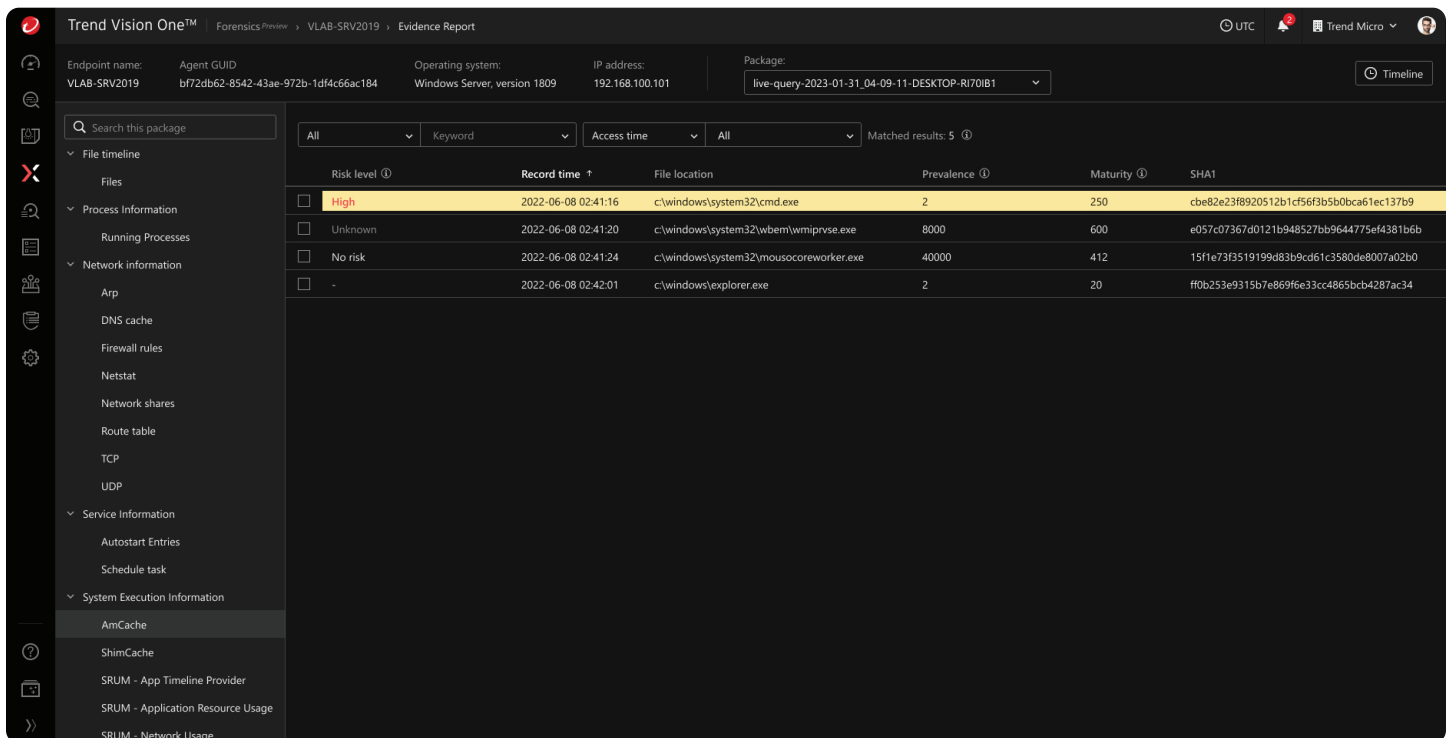 Trend Vision One™ Forensics Preview › VLAB-SRV2019 › Evidence Report UTC 2 Trend Micro
Endpoint name: Agent GUID Operating system: IP address: Package:
VLAB-SRV2019 bf72db62-8542-43ae-972b-1df4c66ac184 Windows Server, version 1809 192.168.100.101 live-query-2023-01-31_04-09-11-DESKTOP-RI70IB1 Timeline
Search this package
File timeline
Files
Process Information
Running Processes
Network information
Arp
DNS cache
Firewall rules
Netstat
Network shares
Route table
TCP
UDP
Service Information
Autostart Entries
Schedule task
System Execution Information
AmCache
ShimCache
SRUM - App Timeline Provider
SRUM - Application Resource Usage
SRUM - Network Usage
All Keyword Access time All Matched results: 5
Risk level Record time ↑ File location Prevalence Maturity SHA1
High 2022-06-08 02:41:16 c:\windows\system32\cmd.exe 2 250 cbe82e23f8920512b1cf56f3b5b0bca61ec137b9
Unknown 2022-06-08 02:41:20 c:\windows\system32\wbem\wmiprvse.exe 8000 600 e057c07367d0121b948527bb9644775ef4381b6b
No risk 2022-06-08 02:41:24 c:\windows\system32\mousocoreworker.exe 40000 412 15f1e73f3519199d83b9cd61c3580de8007a02b0
- 2022-06-08 02:42:01 c:\windows\explorer.exe 2 20 ff0b253e9315b7e869f6e33cc4865bcb4287ac34